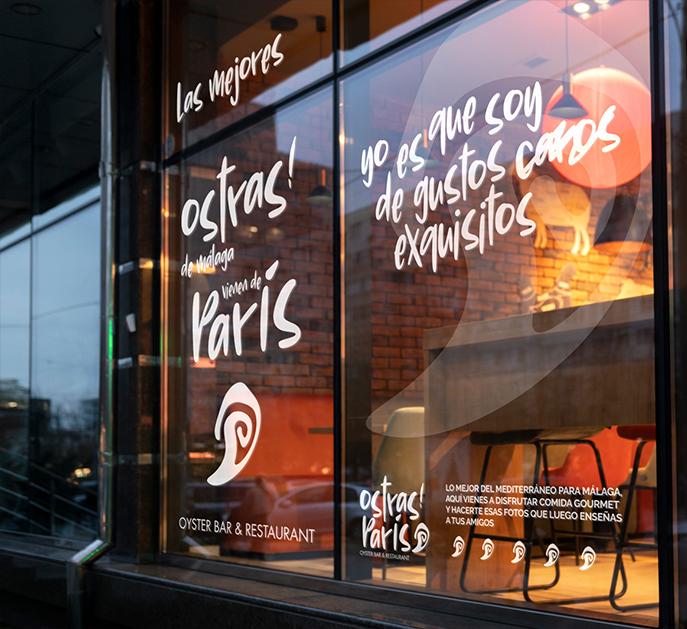 Las mejores
ostras!
de málaga
vienen de
París
OYSTER BAR & RESTAURANT
yo es que soy
de gustos caros
exquisitos
ostras!
París
OYSTER BAR & RESTAURANT
LO MEJOR DEL MEDITERRÁNEO PARA MÁLAGA,
AQUÍ VIENES A DISFRUTAR COMIDA GOURMET
Y HACERTE ESAS FOTOS QUE LUEGO ENSEÑAS
A TUS AMIGOS